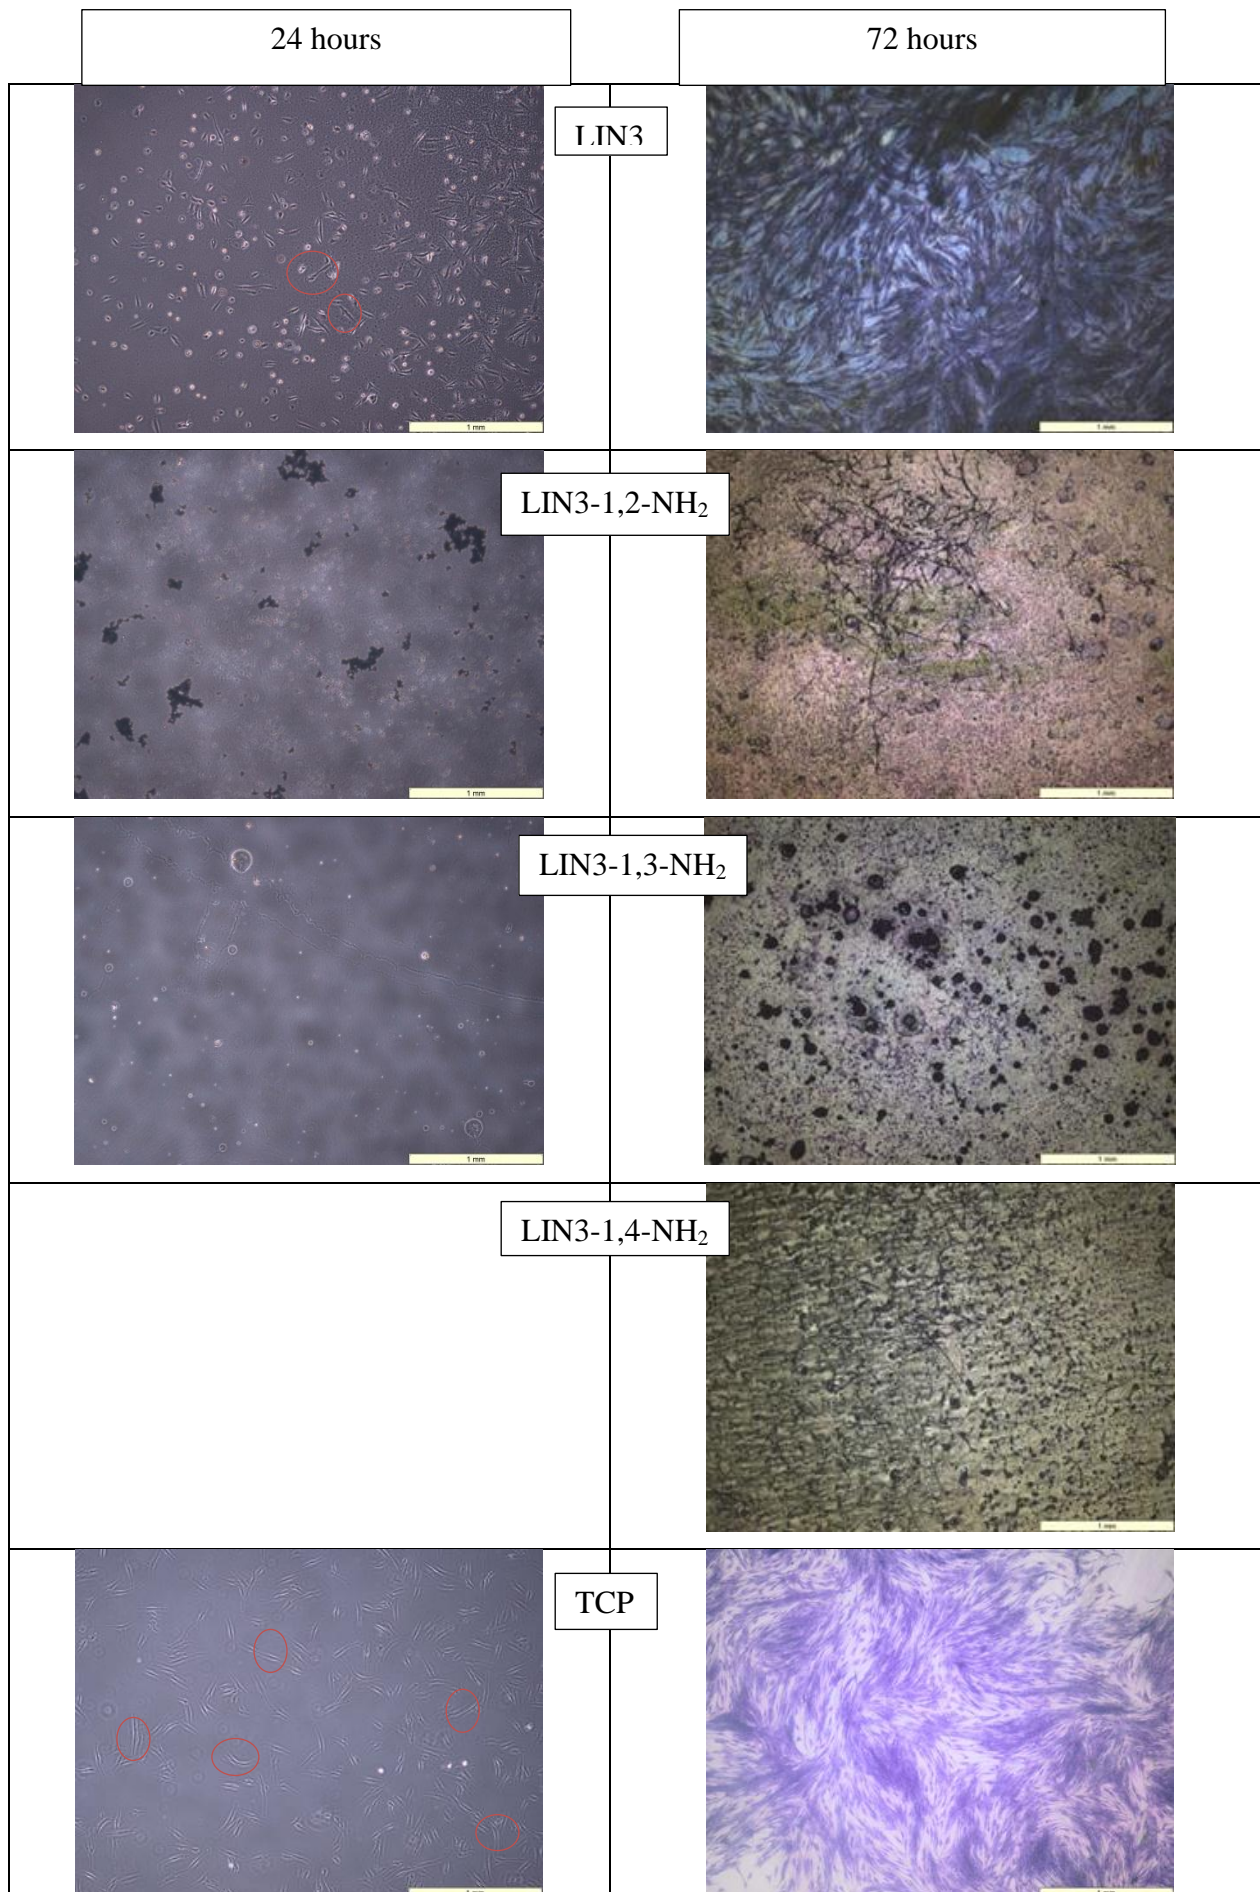 24 hours
72 hours
LIN3
1 mm
1 mm
LIN3-1,2-NH₂
1 mm
1 mm
LIN3-1,3-NH₂
1 mm
1 mm
LIN3-1,4-NH₂
1 mm
TCP